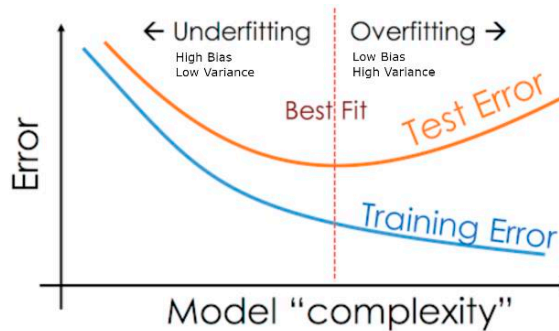 ← Underfitting
High Bias
Low Variance
Overfitting →
Low Bias
High Variance
Best Fit
Test Error
Training Error
Error
Model “complexity”